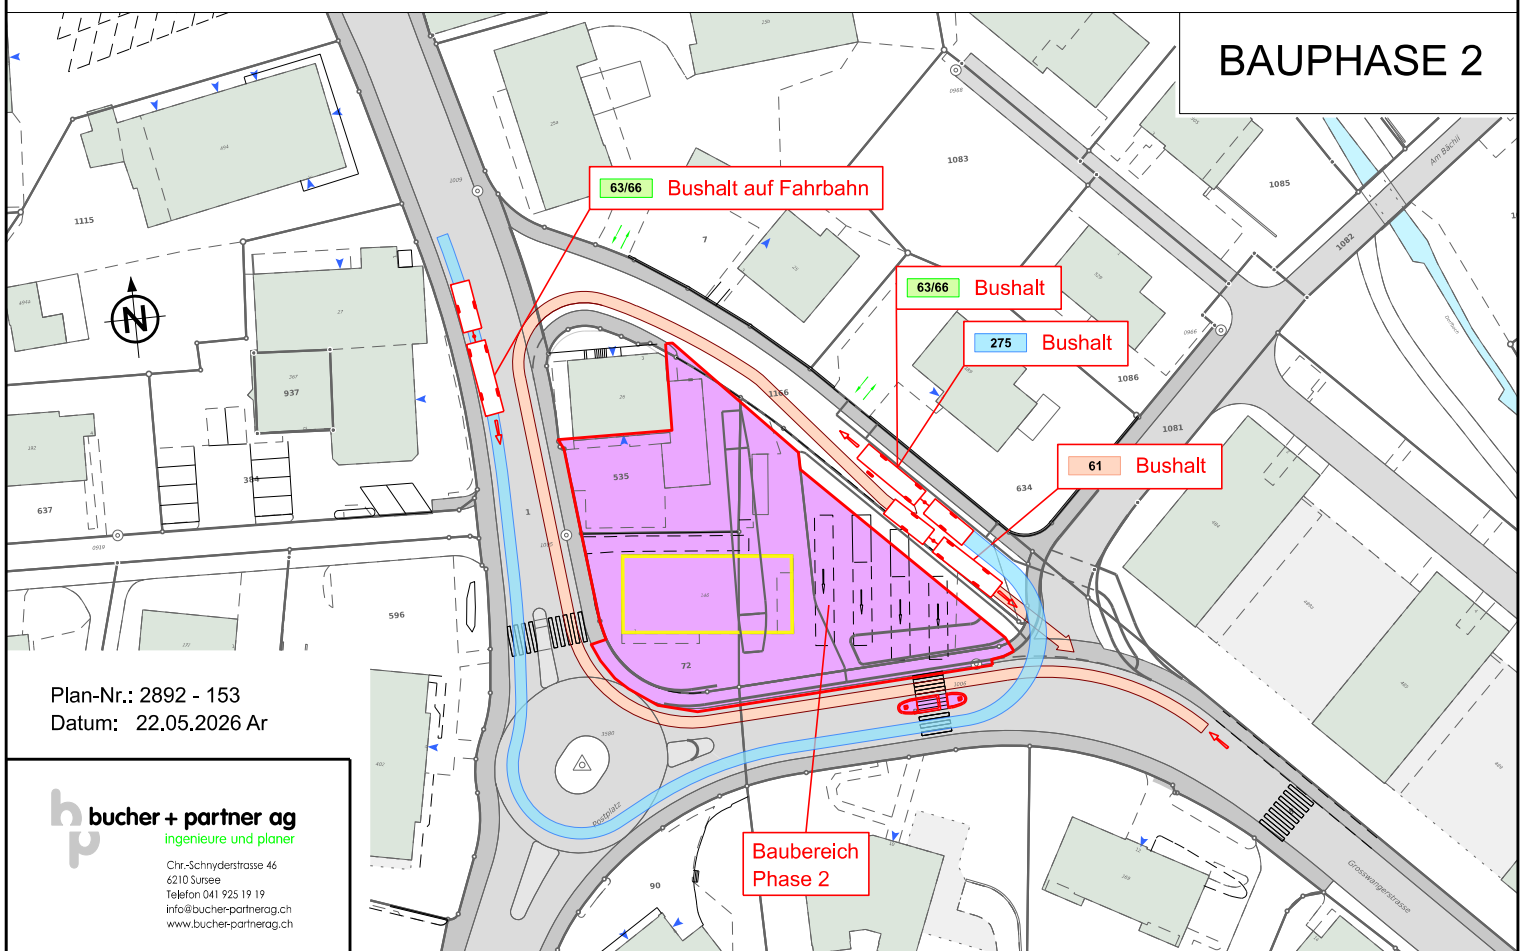 BAUPHASE 2
63/66 Bushalt auf Fahrbahn
63/66 Bushalt
275 Bushalt
61 Bushalt
Baubereich
Phase 2
N
1115
937
384
637
596
535
72
90
7
1
1083
1085
1082
1086
1081
1166
634
Am Bächli
Postplatz
Grosswangerstrasse
Plan-Nr.: 2892 - 153
Datum: 22.05.2026 Ar
bp
bucher + partner ag
ingenieure und planer
Chr.-Schnyderstrasse 46
6210 Sursee
Telefon 041 925 19 19
info@bucher-partnerag.ch
www.bucher-partnerag.ch